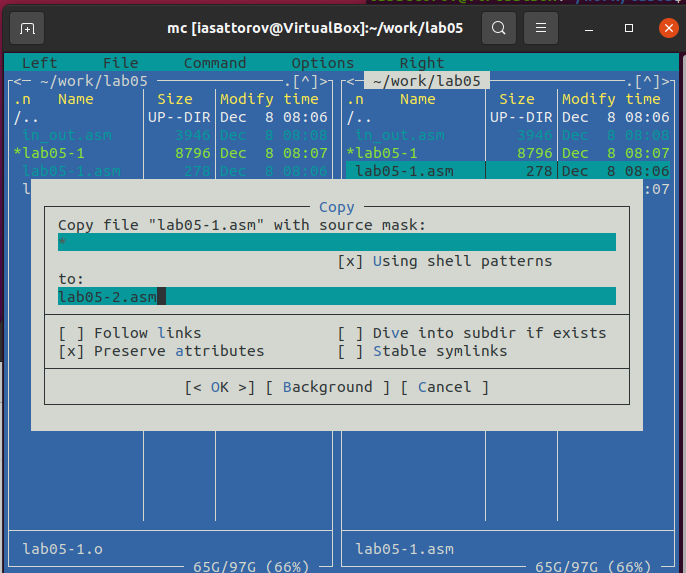 mc [iasattorov@VirtualBox]:~/work/lab05
Left File Command Options Right
<─ ~/work/lab05 ─.[^]>
.n Name Size Modify time
/.. UP--DIR Dec 8 08:06
in_out.asm 3946 Dec 8 08:08
*lab05-1 8796 Dec 8 08:07
lab05-1.asm 278 Dec 8 08:06
<─ ~/work/lab05 ─.[^]>
.n Name Size Modify time
/.. UP--DIR Dec 8 08:06
in_out.asm 3946 Dec 8 08:08
*lab05-1 8796 Dec 8 08:07
lab05-1.asm 278 Dec 8 08:06
:07
Copy
Copy file "lab05-1.asm" with source mask:
*
[x] Using shell patterns
to:
lab05-2.asm
[ ] Follow links [ ] Dive into subdir if exists
[x] Preserve attributes [ ] Stable symlinks
[< OK >] [ Background ] [ Cancel ]
lab05-1.o
65G/97G (66%)
lab05-1.asm
65G/97G (66%)